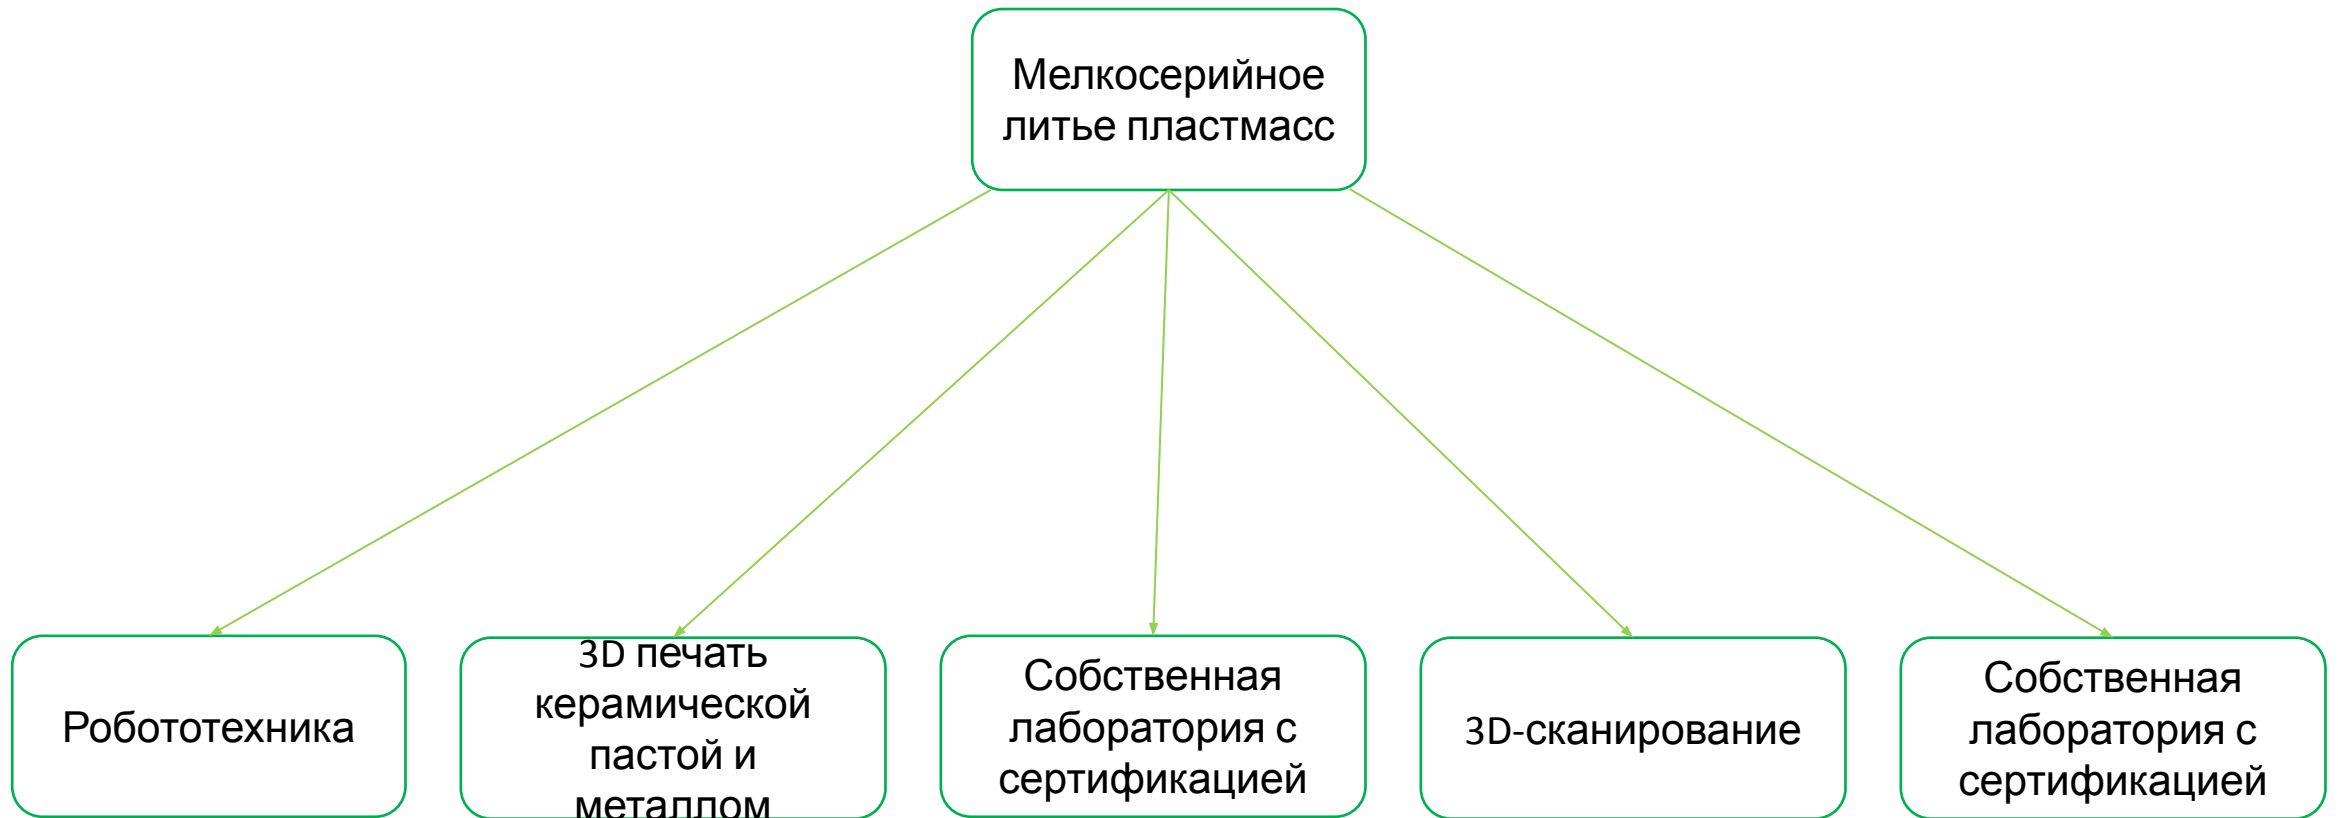 Мелкосерийное
литье пластмасс
Робототехника
3D печать
керамической
пастой и
металлом
Собственная
лаборатория с
сертификацией
3D-сканирование
Собственная
лаборатория с
сертификацией